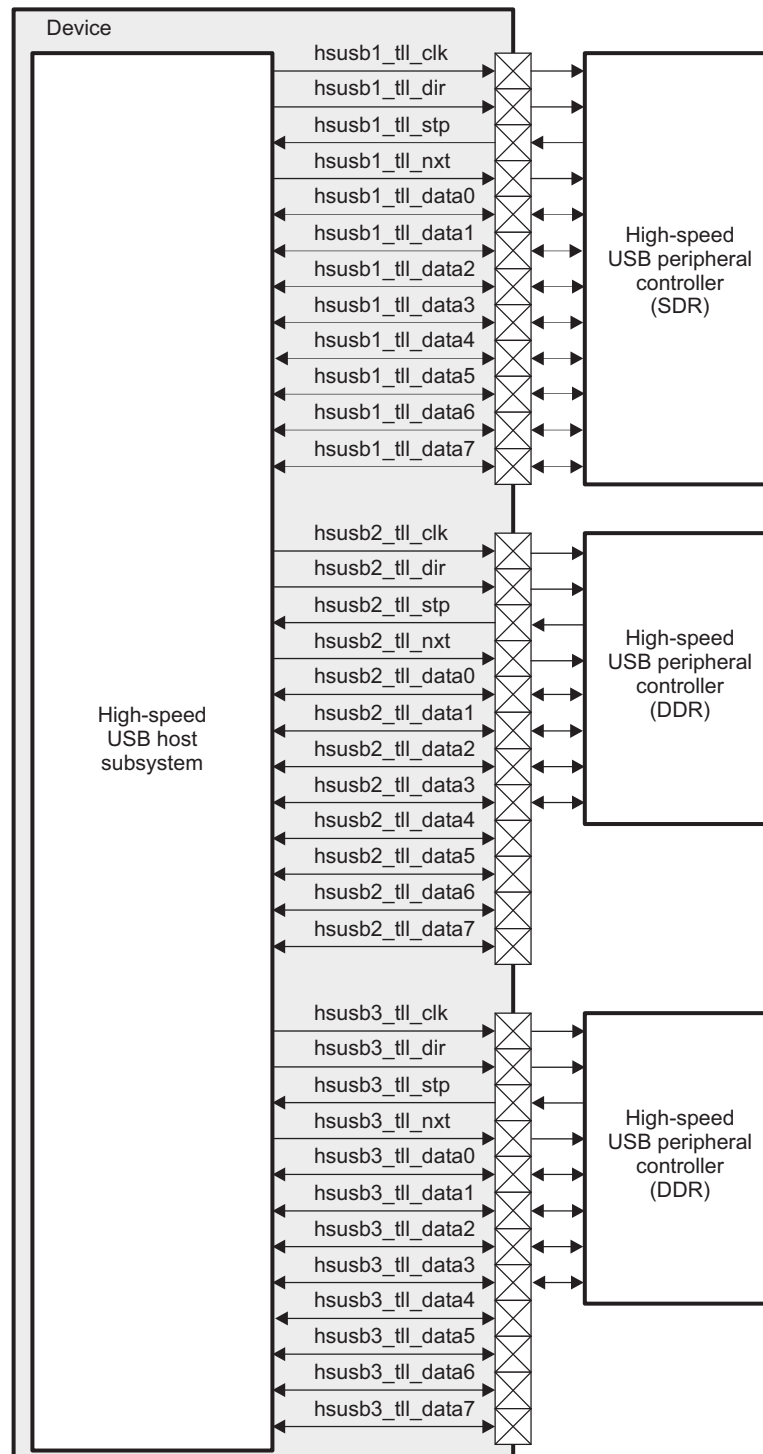 Device
hsusb1_tll_clk
hsusb1_tll_dir
hsusb1_tll_stp
hsusb1_tll_nxt
hsusb1_tll_data0
hsusb1_tll_data1
hsusb1_tll_data2
hsusb1_tll_data3
hsusb1_tll_data4
hsusb1_tll_data5
hsusb1_tll_data6
hsusb1_tll_data7
High-speed
USB peripheral
controller
(SDR)
hsusb2_tll_clk
hsusb2_tll_dir
hsusb2_tll_stp
hsusb2_tll_nxt
hsusb2_tll_data0
hsusb2_tll_data1
hsusb2_tll_data2
hsusb2_tll_data3
hsusb2_tll_data4
hsusb2_tll_data5
hsusb2_tll_data6
hsusb2_tll_data7
High-speed
USB peripheral
controller
(DDR)
High-speed
USB host
subsystem
hsusb3_tll_clk
hsusb3_tll_dir
hsusb3_tll_stp
hsusb3_tll_nxt
hsusb3_tll_data0
hsusb3_tll_data1
hsusb3_tll_data2
hsusb3_tll_data3
hsusb3_tll_data4
hsusb3_tll_data5
hsusb3_tll_data6
hsusb3_tll_data7
High-speed
USB peripheral
controller
(DDR)